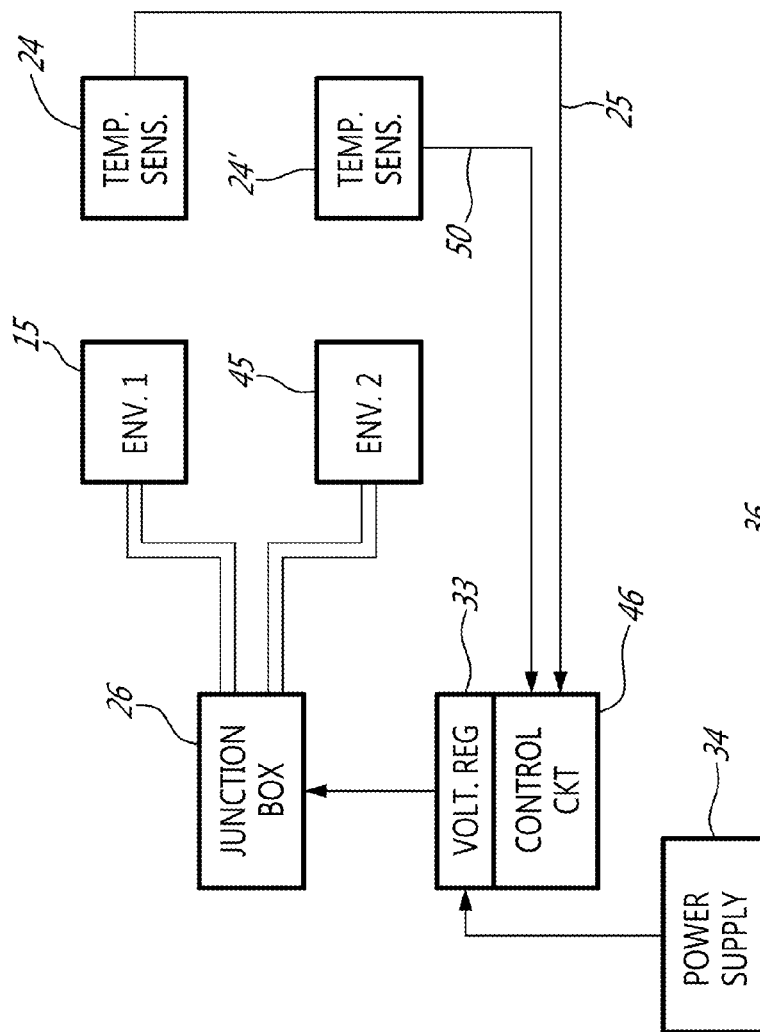 24
TEMP.
SENS.
24'
TEMP.
SENS.
50
25
15
ENV. 1
45
ENV. 2
26
JUNCTION
BOX
33
VOLT. REG
CONTROL
CKT
46
34
POWER
SUPPLY